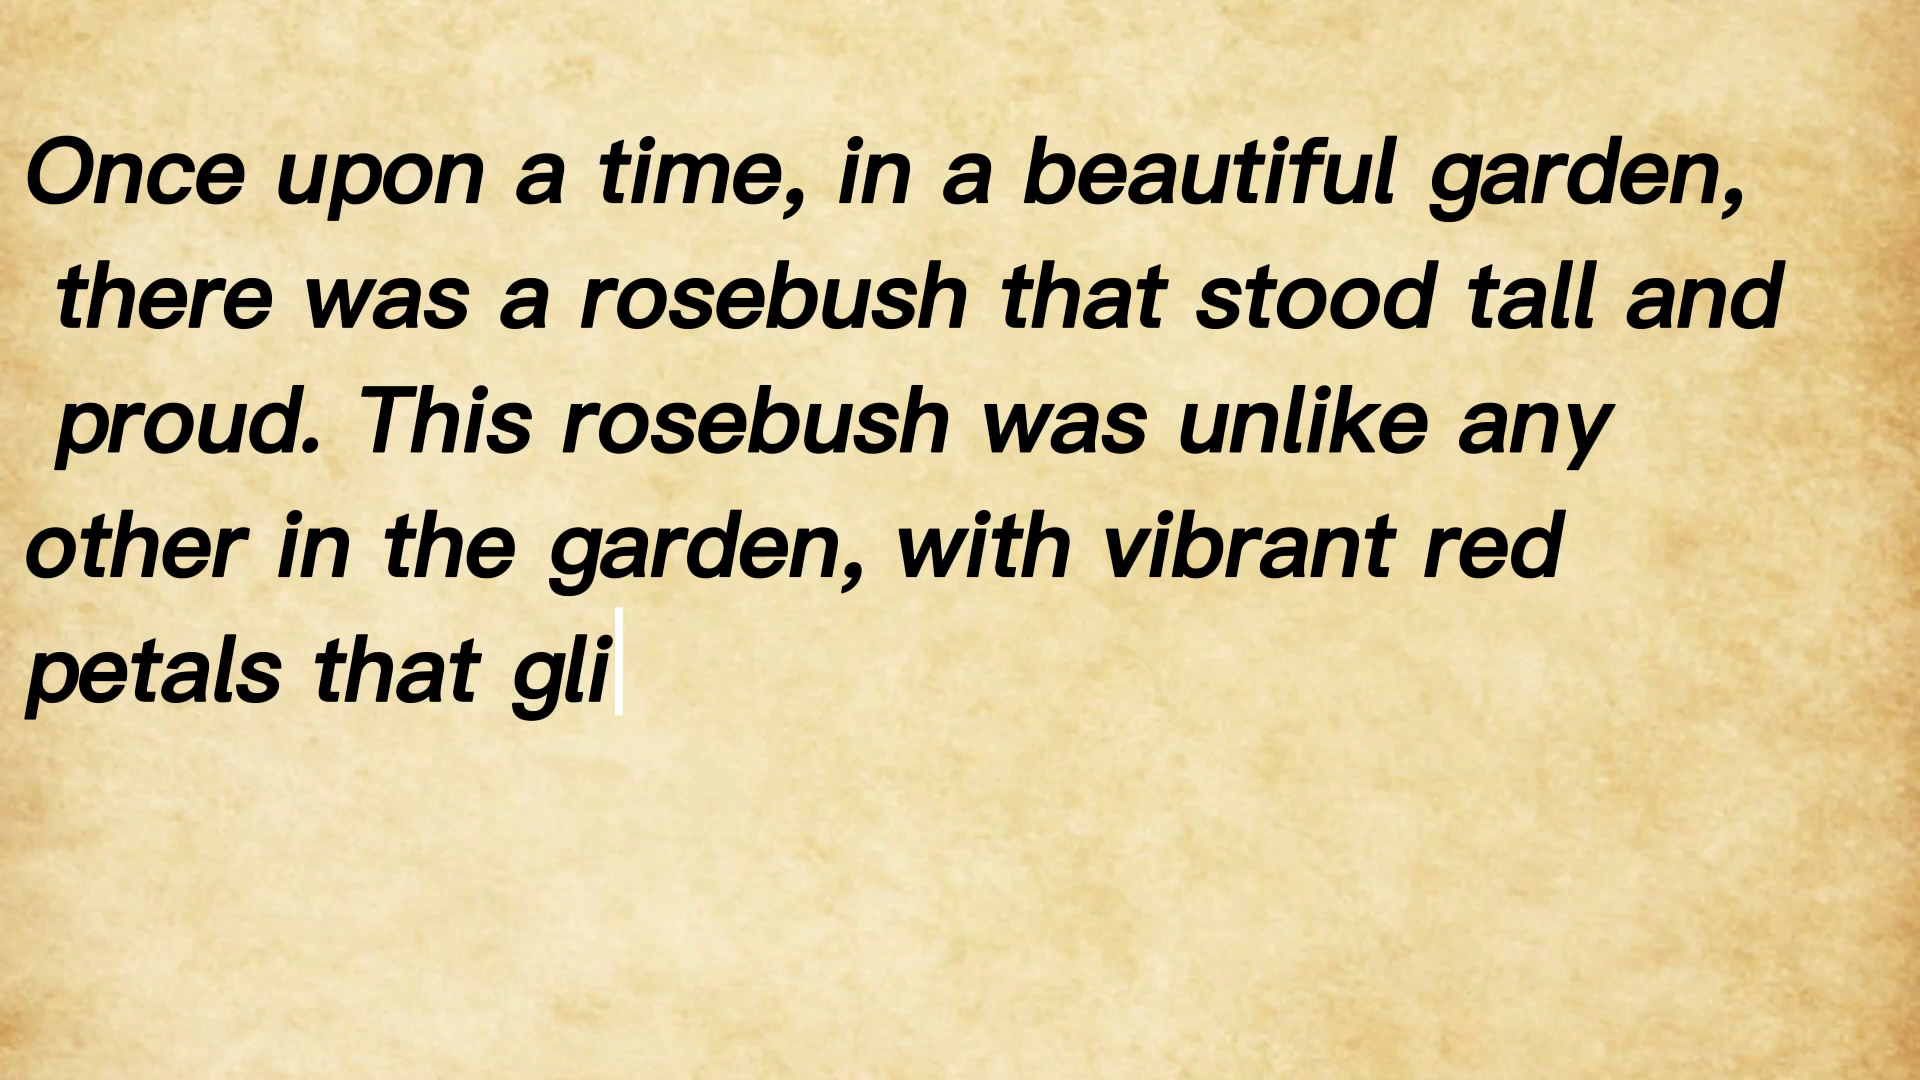 Once upon a time, in a beautiful garden,
there was a rosebush that stood tall and
proud. This rosebush was unlike any
other in the garden, with vibrant red
petals that gli